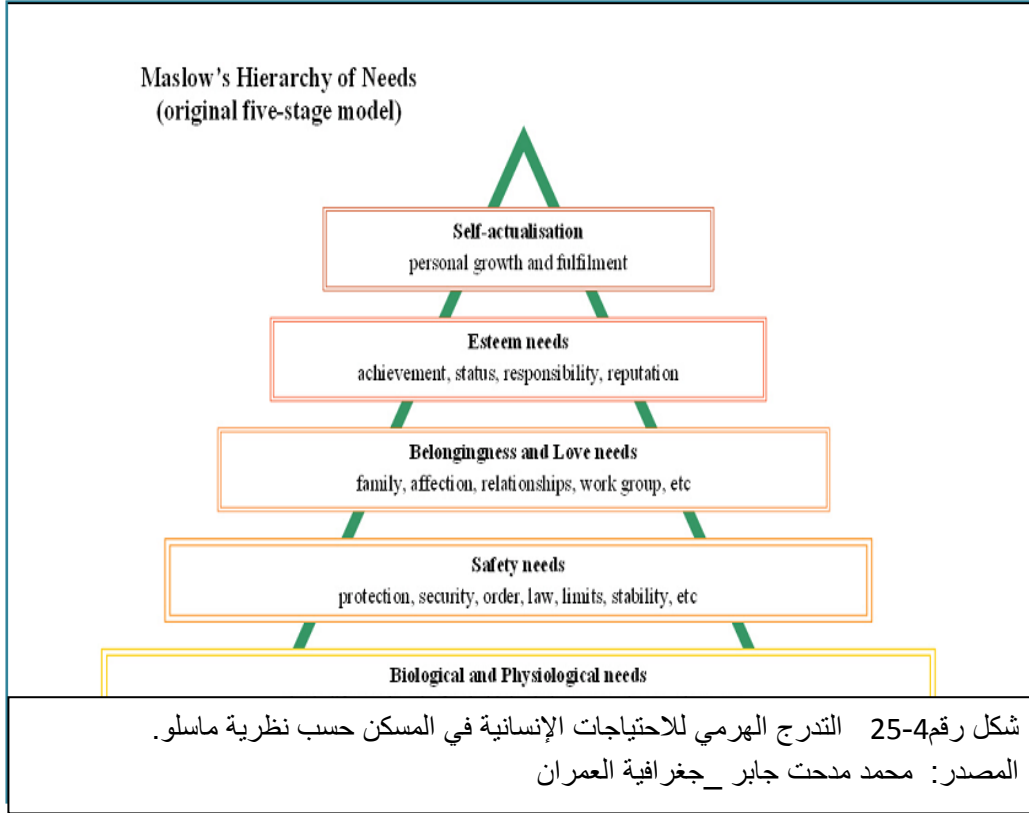 Maslow's Hierarchy of Needs
(original five-stage model)
Self-actualisation
personal growth and fulfilment
Esteem needs
achievement, status, responsibility, reputation
Belongingness and Love needs
family, affection, relationships, work group, etc
Safety needs
protection, security, order, law, limits, stability, etc
Biological and Physiological needs
شكل رقم4-25 التدرج الهرمي للاحتياجات الإنسانية في المسكن حسب نظرية ماسلو.
المصدر: محمد مدحت جابر _جغرافية العمران